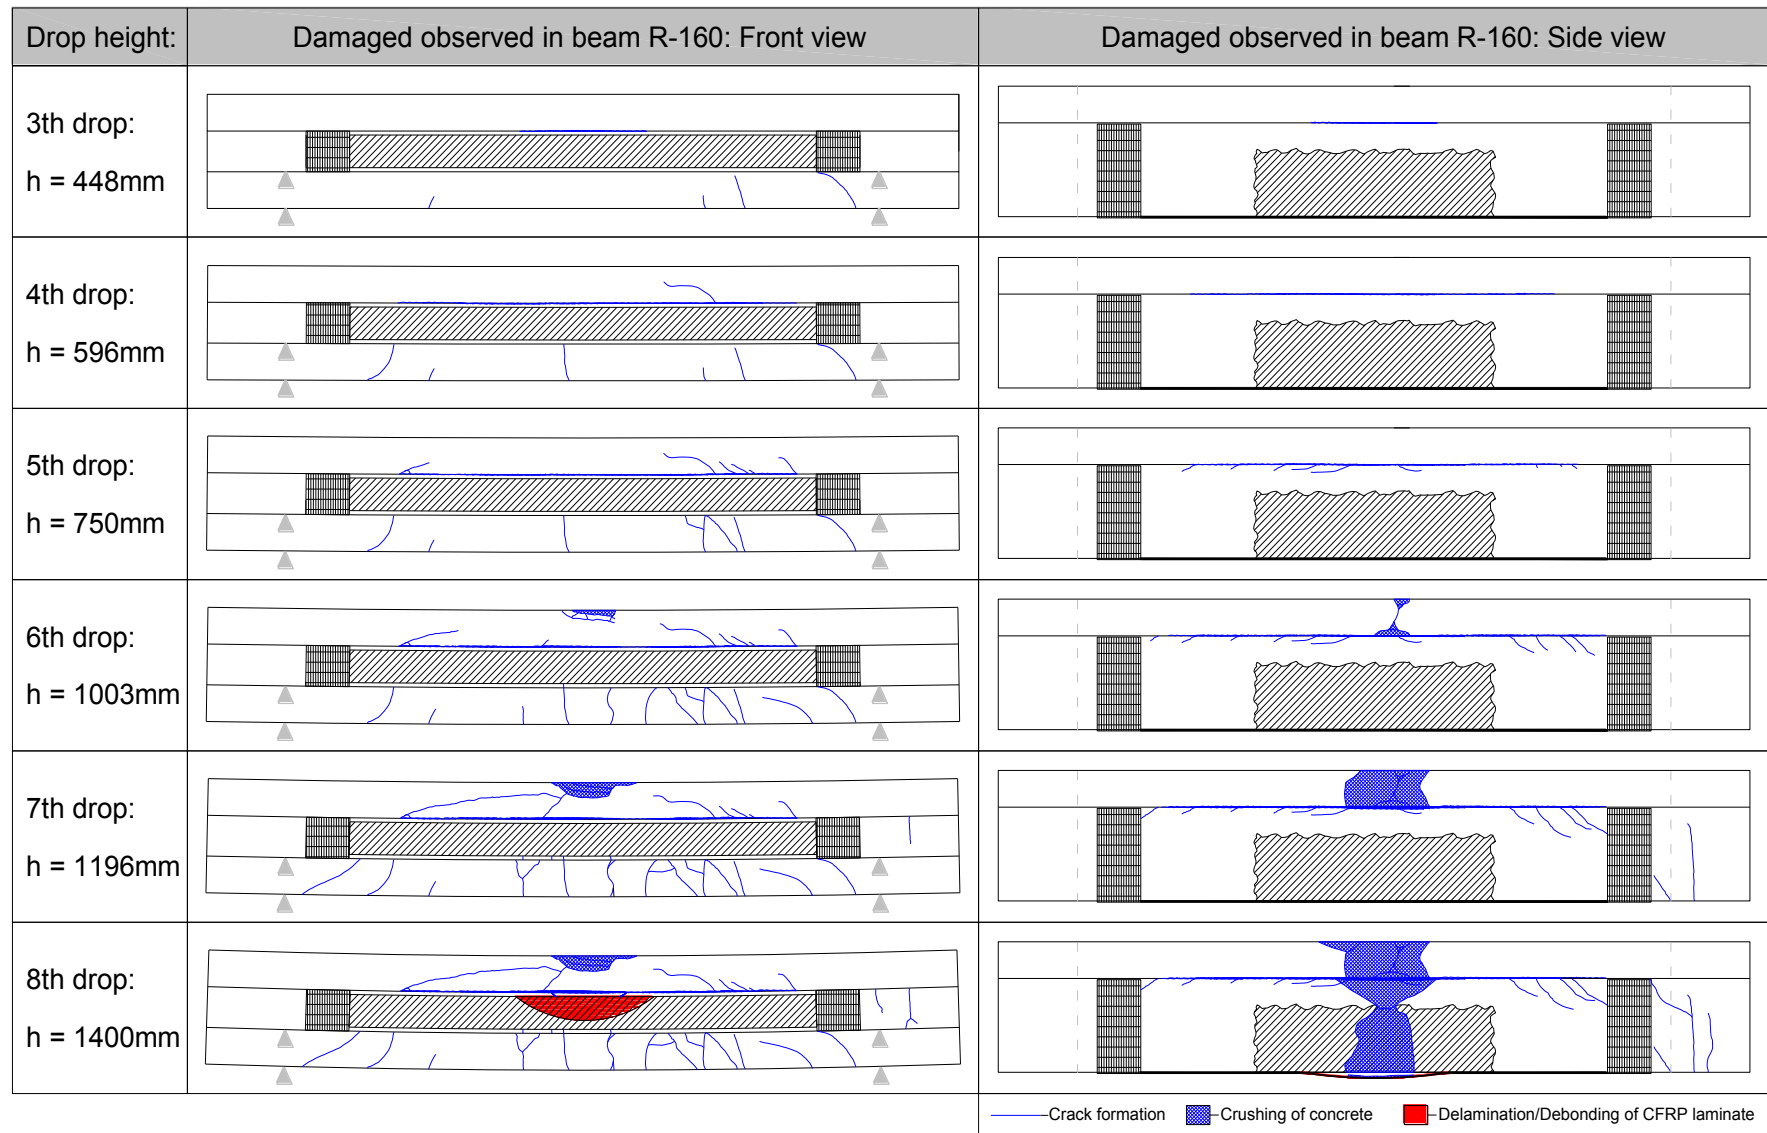 Drop height:
Damaged observed in beam R-160: Front view
Damaged observed in beam R-160: Side view
3th drop:
h = 448mm
4th drop:
h = 596mm
5th drop:
h = 750mm
6th drop:
h = 1003mm
7th drop:
h = 1196mm
8th drop:
h = 1400mm
Crack formation
Crushing of concrete
Delamination/Debonding of CFRP laminate